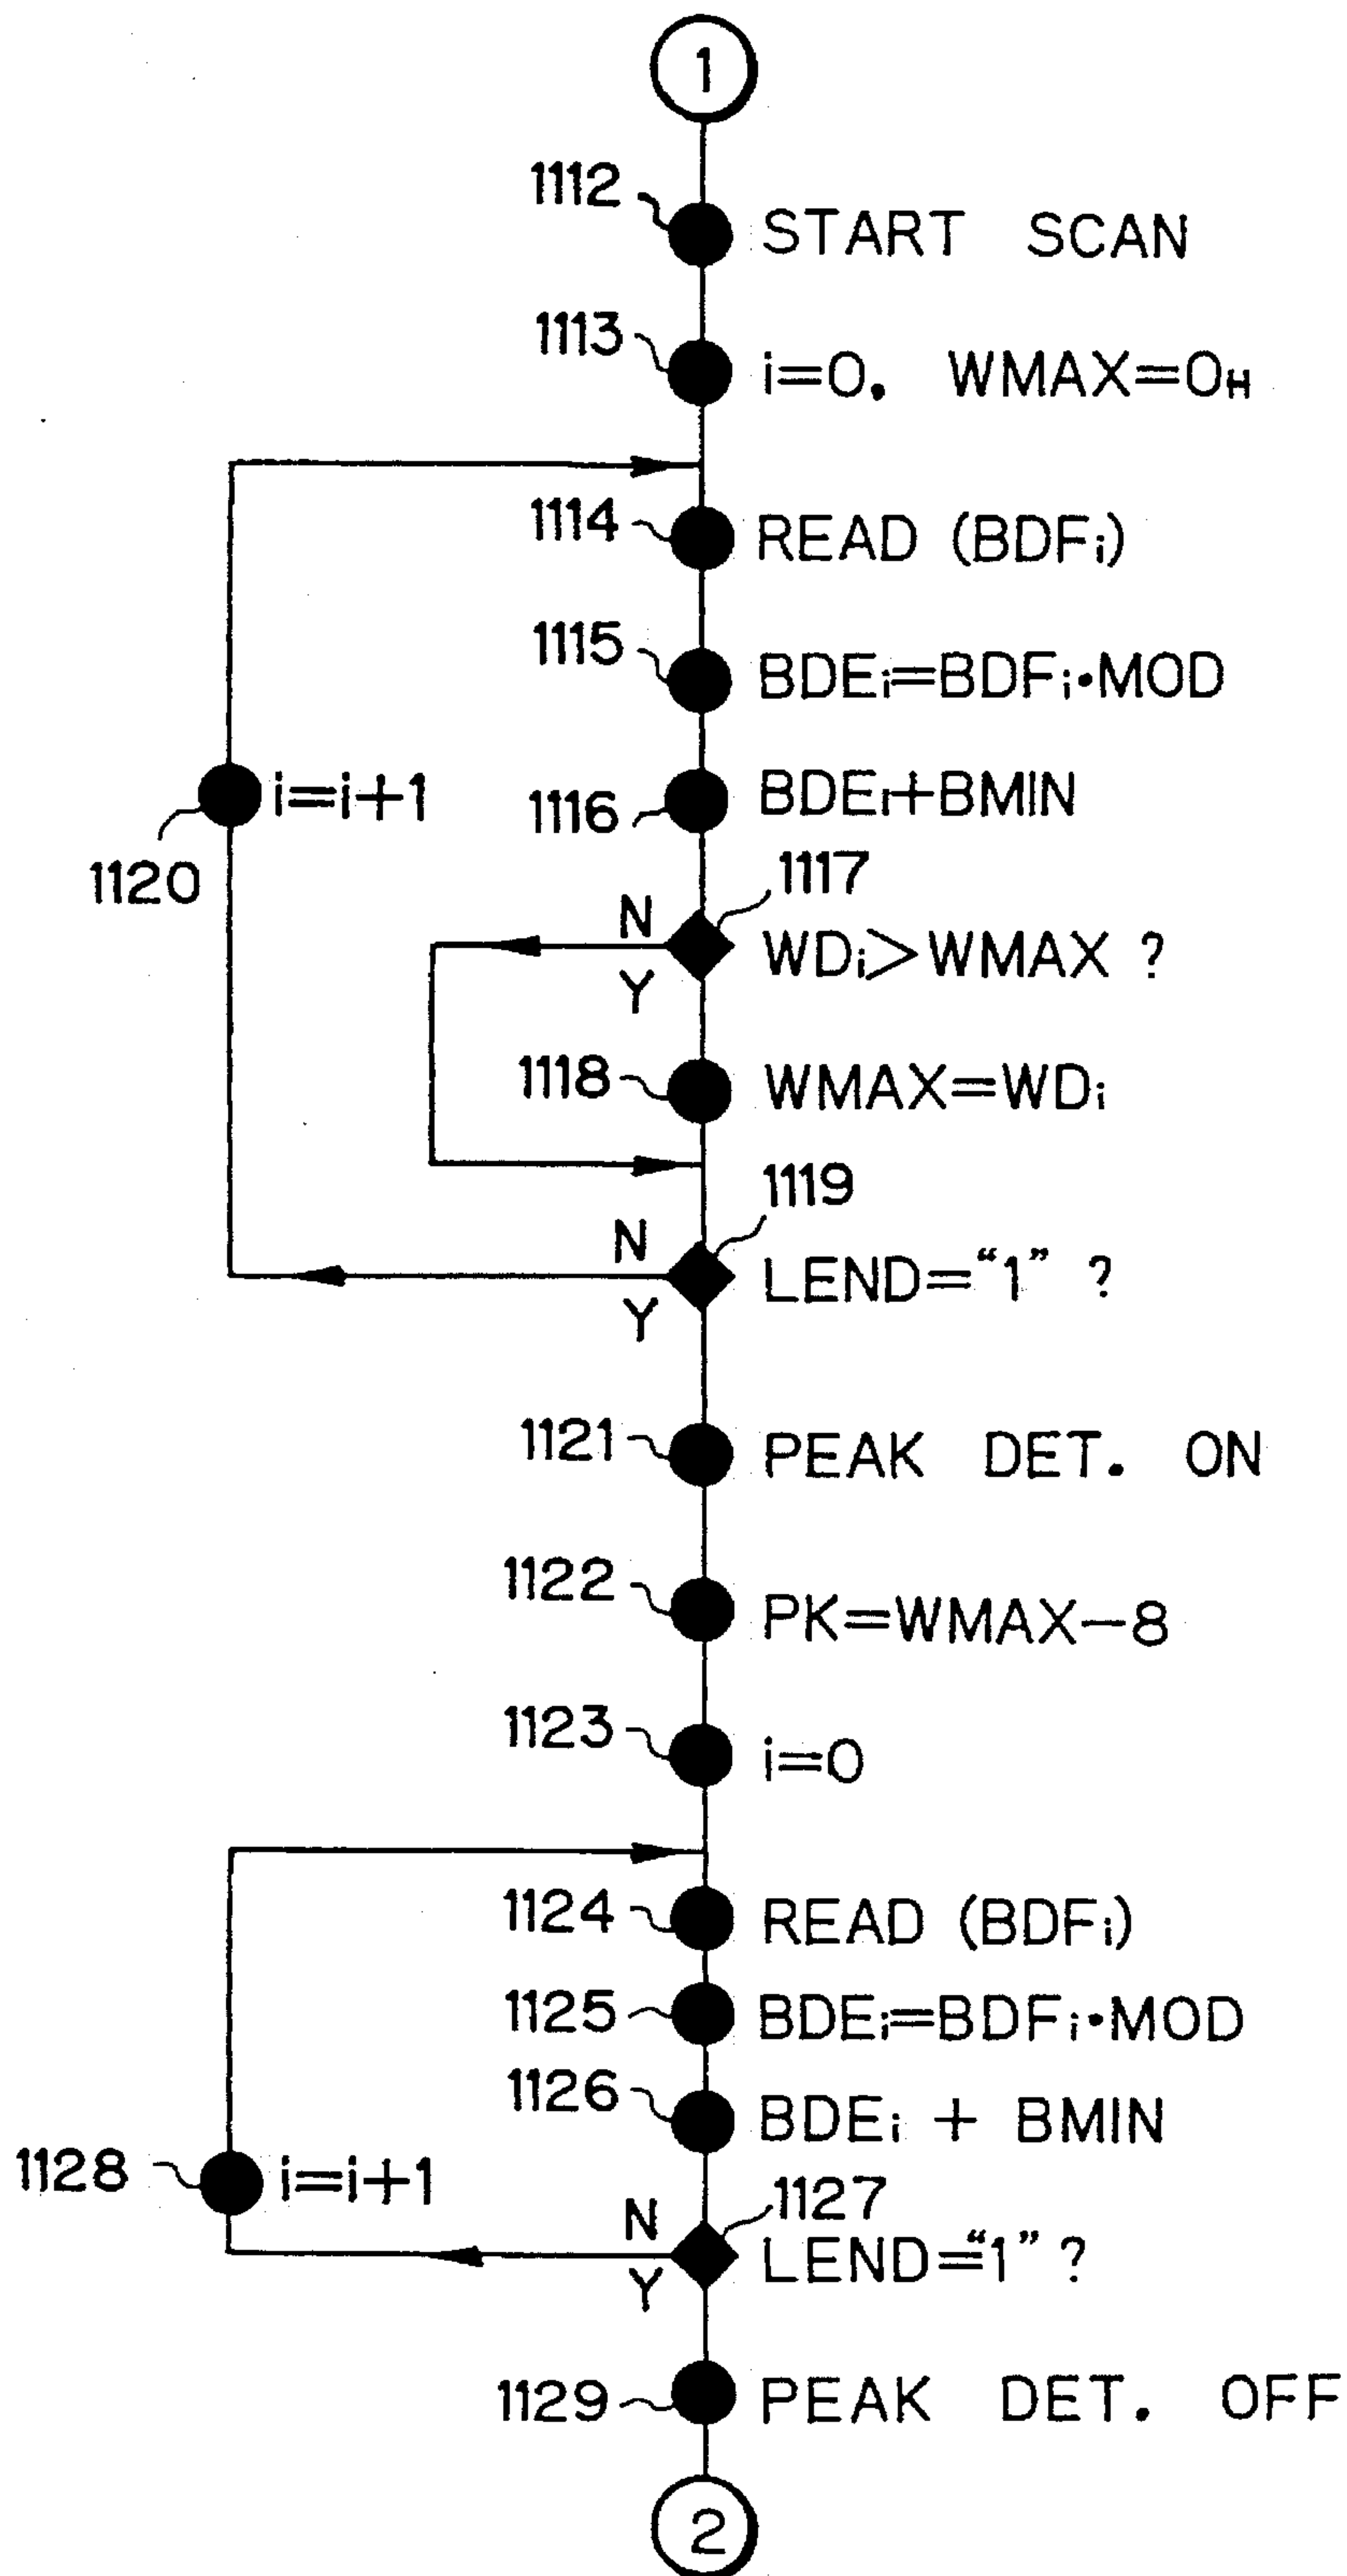 1
1112 START SCAN
1113 i=0. WMAX=0H
1114 READ (BDFi)
1115 BDEi=BDFi·MOD
1120 i=i+1
1116 BDEi+BMIN
1117
N WDi>WMAX ?
Y
1118 WMAX=WDi
1119
N LEND="1" ?
Y
1121 PEAK DET. ON
1122 PK=WMAX-8
1123 i=0
1124 READ (BDFi)
1125 BDEi=BDFi·MOD
1126 BDEi + BMIN
1128 i=i+1
1127
N LEND="1" ?
Y
1129 PEAK DET. OFF
2